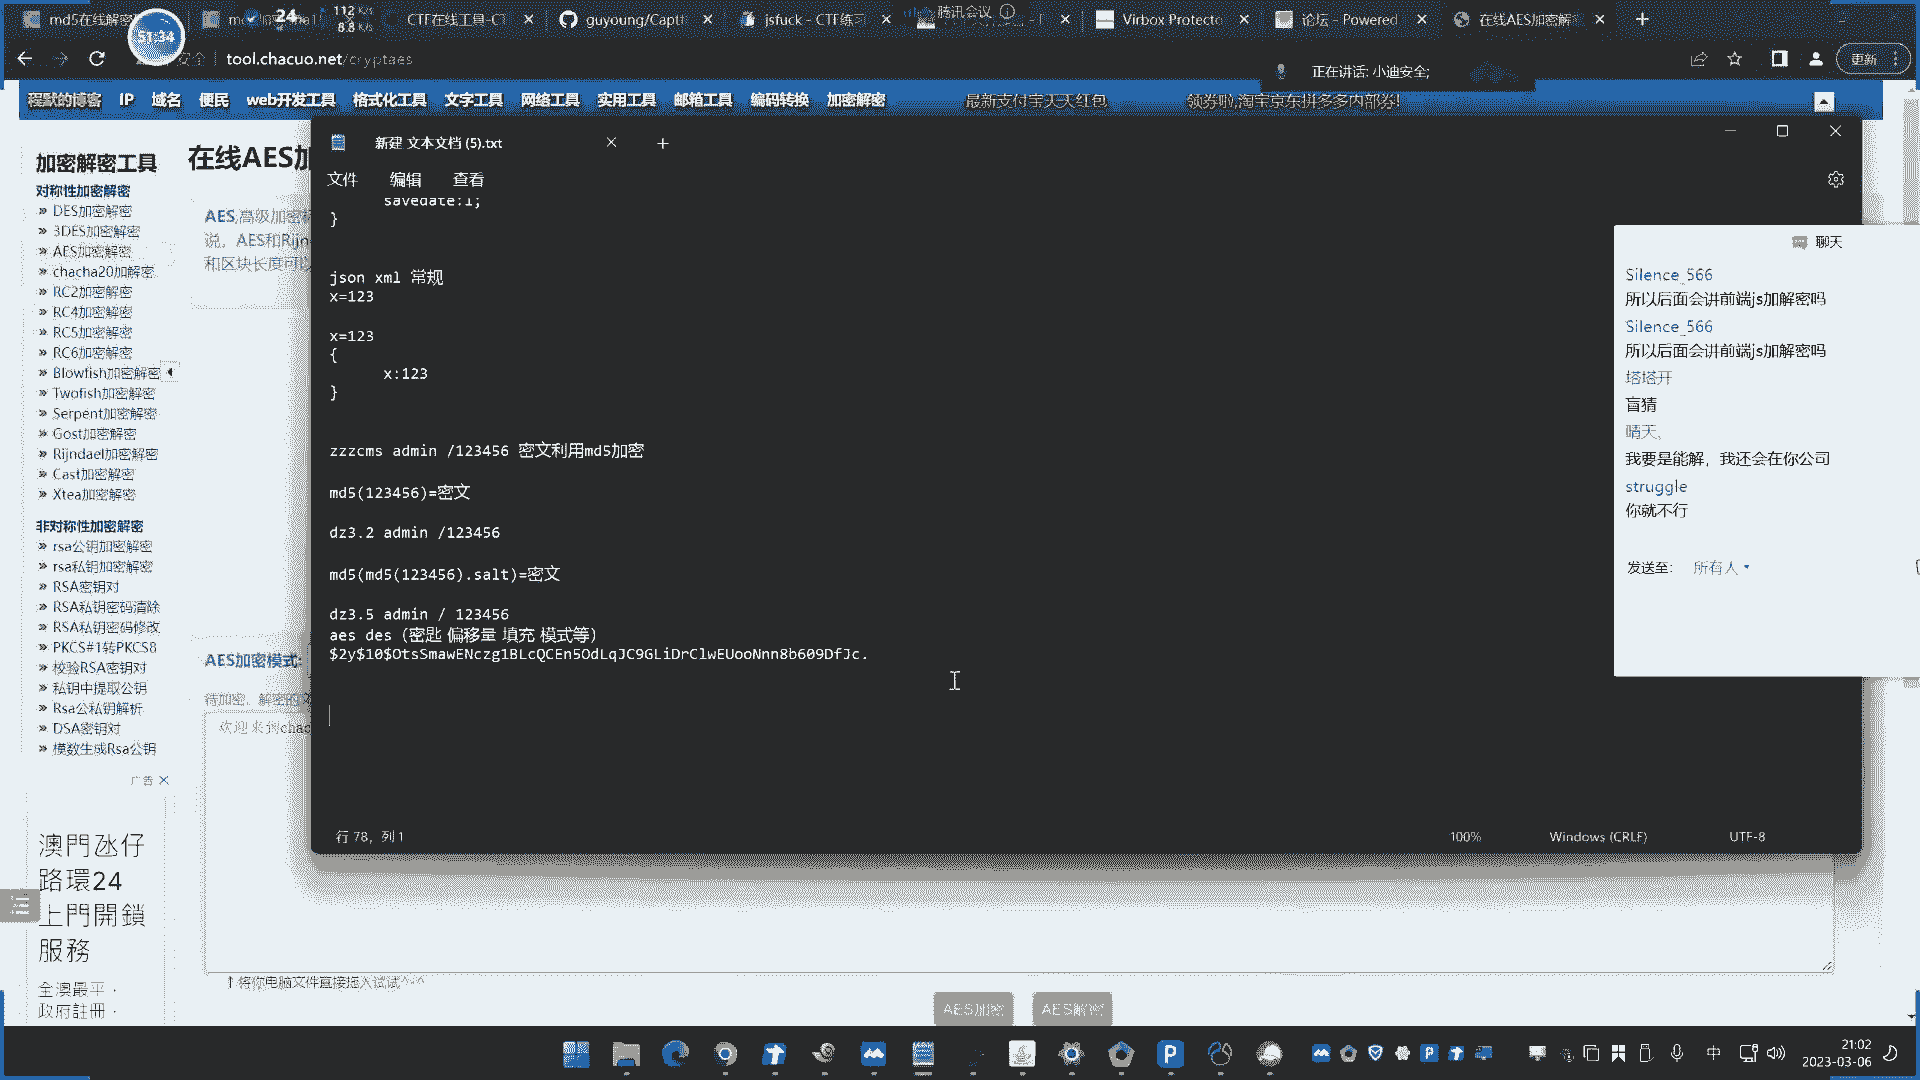 md5在线加密解
24
112 K/s
8.8 K/s
CTF在线工具-CT
guyoung/Captf
jsfuck - CTF练习
腾讯会议
Virbox Protecto
论坛 - Powered
在线AES加密解
51:34
安全
tool.chacuo.net/cryptaes
更新
正在讲话: 小迪安全;
程默的博客 IP 域名 便民 web开发工具 格式化工具 文字工具 网络工具 实用工具 邮箱工具 编码转换 加密解密
最新支付宝天天红包
领券啦,淘宝京东拼多多内部券!
加密解密工具
对称性加密解密
» DES加密解密
» 3DES加密解密
» AES加密解密
» chacha20加解密
» RC2加密解密
» RC4加密解密
» RC5加密解密
» RC6加密解密
» Blowfish加密解密
» Twofish加密解密
» Serpent加密解密
» Gost加密解密
» Rijndael加密解密
» Cast加密解密
» Xtea加密解密
非对称性加密解密
» rsa公钥加密解密
» rsa私钥加密解密
» RSA密钥对
» RSA私钥密码清除
» RSA私钥密码修改
» PKCS#1转PKCS8
» 校验RSA密钥对
» 私钥中提取公钥
» Rsa公私钥解析
» DSA密钥对
» 模数生成Rsa公钥
广告
澳門氹仔
路環24
上門開鎖
服務
全澳最平﹒
政府註冊﹒
在线AES加
AES,高级加密
说，AES和Rijn
和区块长度可以
AES加密模式:
待加密、解密的
欢迎来到chac
↑将你电脑文件直接拖入试试^-^
AES加密
AES解密
新建 文本文档 (5).txt
文件 编辑 查看
savedate:1;
}
json xml 常规
x=123
x=123
{
x:123
}
zzzcms admin /123456 密文利用md5加密
md5(123456)=密文
dz3.2 admin /123456
md5(md5(123456).salt)=密文
dz3.5 admin / 123456
aes des（密匙 偏移量 填充 模式等）
$2y$10$OtsSmawENczg1BLcQCEn5OdLqJC9GLiDrClwEUooNnn8b609DfJc.
行 78，列 1
100%
Windows (CRLF)
UTF-8
聊天
Silence_566
所以后面会讲前端js加解密吗
Silence_566
所以后面会讲前端js加解密吗
塔塔开
盲猜
晴天、
我要是能解，我还会在你公司
struggle
你就不行
发送至: 所有人
中
21:02
2023-03-06